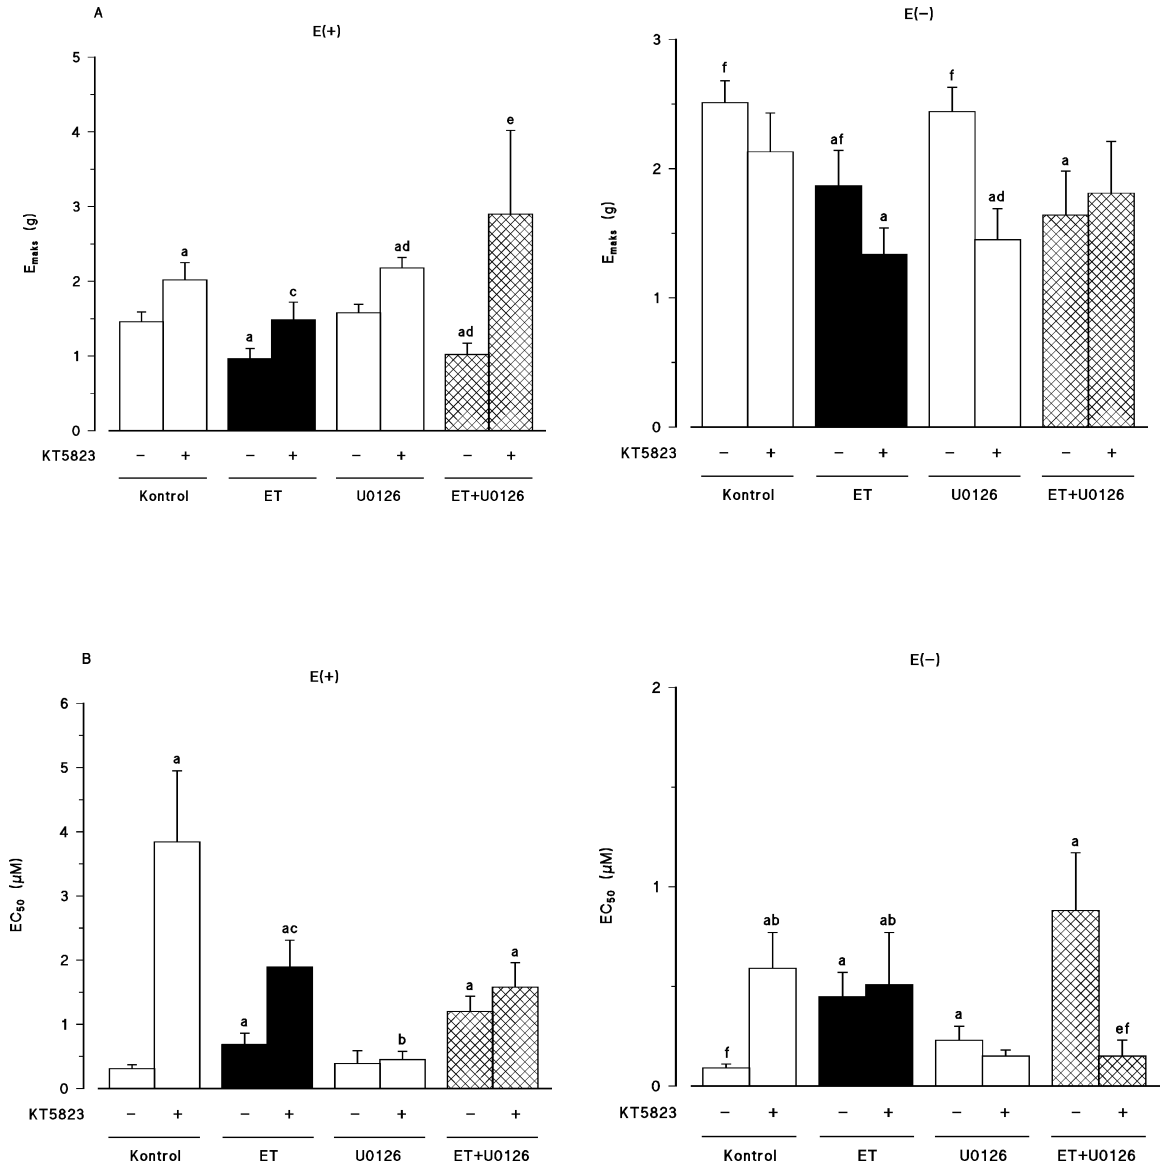 A
E(+)
5
4
3
2
1
0
Emaks (g)
a
a
c
ad
ad
e
KT5823 − + − + − + − +
Kontrol ET U0126 ET+U0126
E(−)
3
2
1
0
Emaks (g)
f
af
a
f
ad
a
KT5823 − + − + − + − +
Kontrol ET U0126 ET+U0126
B
E(+)
6
5
4
3
2
1
0
EC50 (µM)
a
a
ac
b
a
a
KT5823 − + − + − + − +
Kontrol ET U0126 ET+U0126
E(−)
2
1
0
EC50 (µM)
f
ab
a
ab
a
a
ef
KT5823 − + − + − + − +
Kontrol ET U0126 ET+U0126